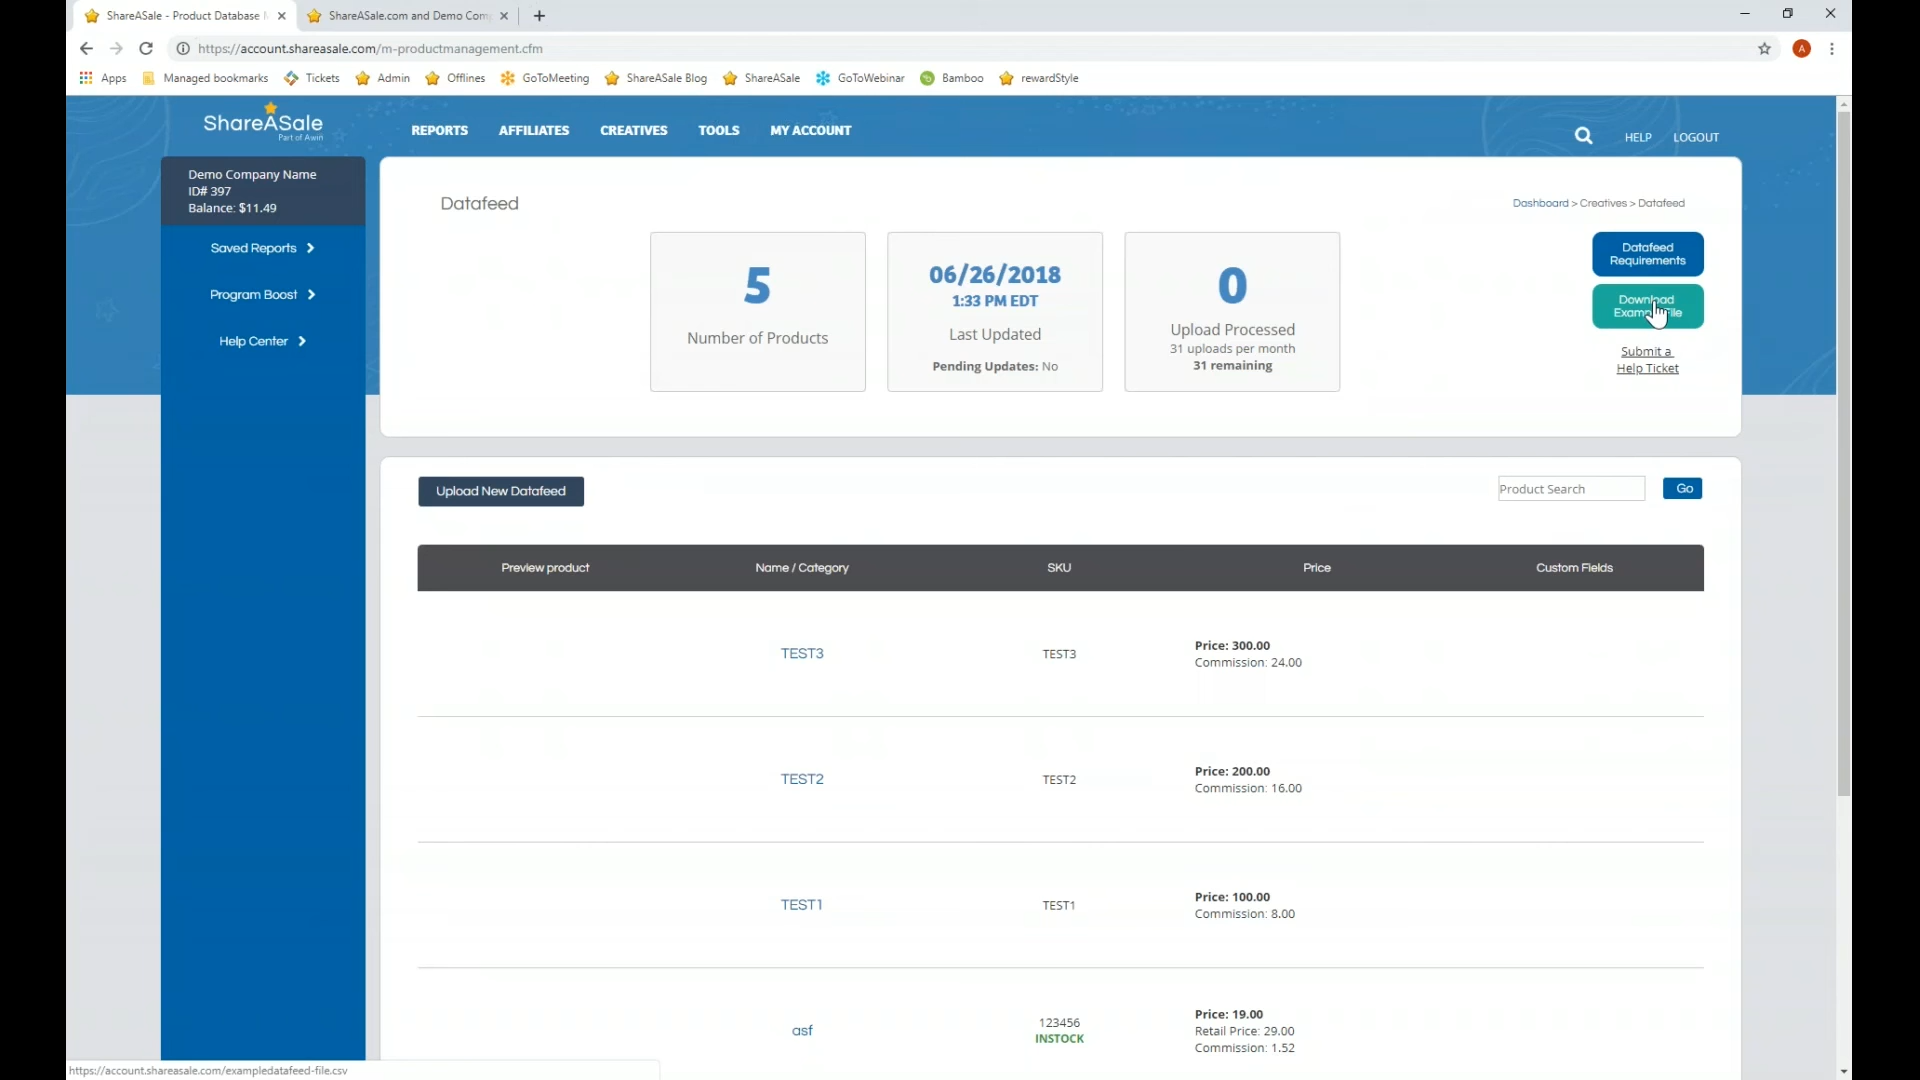 ShareASale - Product Database
ShareASale.com and Demo Com
https://account.shareasale.com/m-productmanagement.cfm
A
Apps
Managed bookmarks
Tickets
Admin
Offlines
GoToMeeting
ShareASale Blog
ShareASale
GoToWebinar
Bamboo
rewardStyle
ShareASale
Part of Awin
REPORTS
AFFILIATES
CREATIVES
TOOLS
MY ACCOUNT
HELP
LOGOUT
Demo Company Name
ID# 397
Balance: $11.49
Saved Reports
Program Boost
Help Center
Datafeed
Dashboard > Creatives > Datafeed
5
Number of Products
06/26/2018
1:33 PM EDT
Last Updated
Pending Updates: No
0
Upload Processed
31 uploads per month
31 remaining
Datafeed
Requirements
Download
Example File
Submit a
Help Ticket
Upload New Datafeed
Product Search
Go
Preview product
Name / Category
SKU
Price
Custom Fields
TEST3
TEST3
Price: 300.00
Commission: 24.00
TEST2
TEST2
Price: 200.00
Commission: 16.00
TEST1
TEST1
Price: 100.00
Commission: 8.00
asf
123456
INSTOCK
Price: 19.00
Retail Price: 29.00
Commission: 1.52
https://account.shareasale.com/exampledatafeed-file.csv